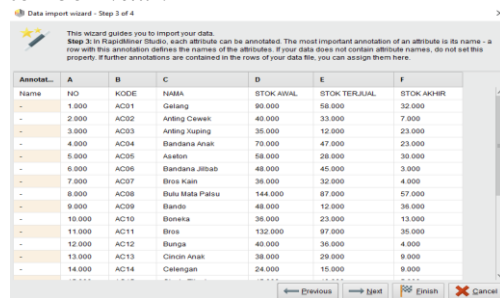 Data import wizard - Step 3 of 4
This wizard guides you to import your data.
Step 3: In RapidMiner Studio, each attribute can be annotated. The most important annotation of an attribute is its name - a
row with this annotation defines the names of the attributes. If your data does not contain attribute names, do not set this
property. If further annotations are contained in the rows of your data file, you can assign them here.
Annotat... A B C D E F
Name NO KODE NAMA STOK AWAL STOK TERJUAL STOK AKHIR
- 1.000 AC01 Gelang 90.000 58.000 32.000
- 2.000 AC02 Anting Cewek 40.000 33.000 7.000
- 3.000 AC03 Anting Xuping 35.000 12.000 23.000
- 4.000 AC04 Bandana Anak 70.000 47.000 23.000
- 5.000 AC05 Aseton 58.000 28.000 30.000
- 6.000 AC06 Bandana Jilbab 48.000 45.000 3.000
- 7.000 AC07 Bros Kain 36.000 32.000 4.000
- 8.000 AC08 Bulu Mata Palsu 144.000 87.000 57.000
- 9.000 AC09 Bando 48.000 12.000 36.000
- 10.000 AC10 Boneka 36.000 23.000 13.000
- 11.000 AC11 Bros 132.000 97.000 35.000
- 12.000 AC12 Bunga 40.000 36.000 4.000
- 13.000 AC13 Cincin Anak 38.000 29.000 9.000
- 14.000 AC14 Celengan 24.000 15.000 9.000
Previous Next Finish Cancel